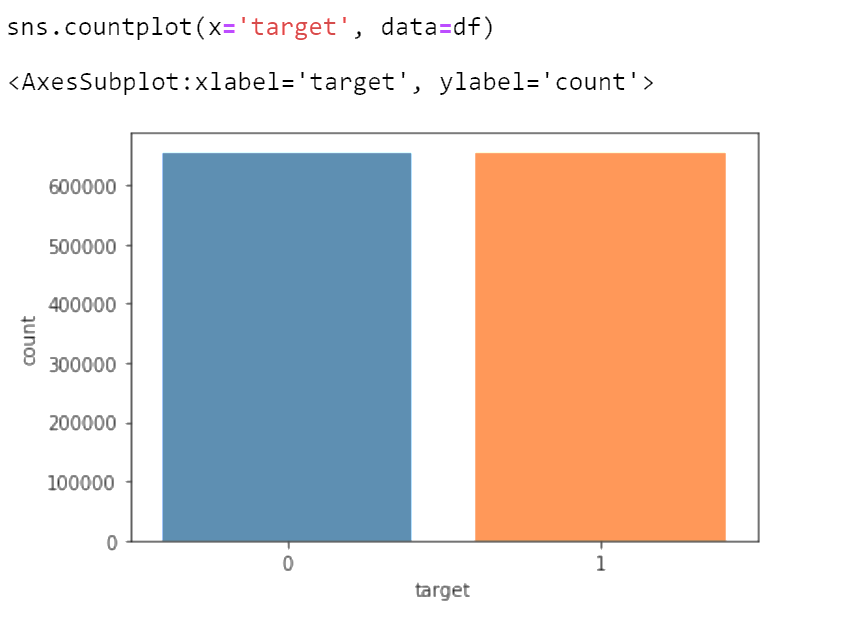 sns.countplot(x='target', data=df)
<AxesSubplot:xlabel='target', ylabel='count'>
600000
500000
400000
300000
200000
100000
0
count
0 1
target